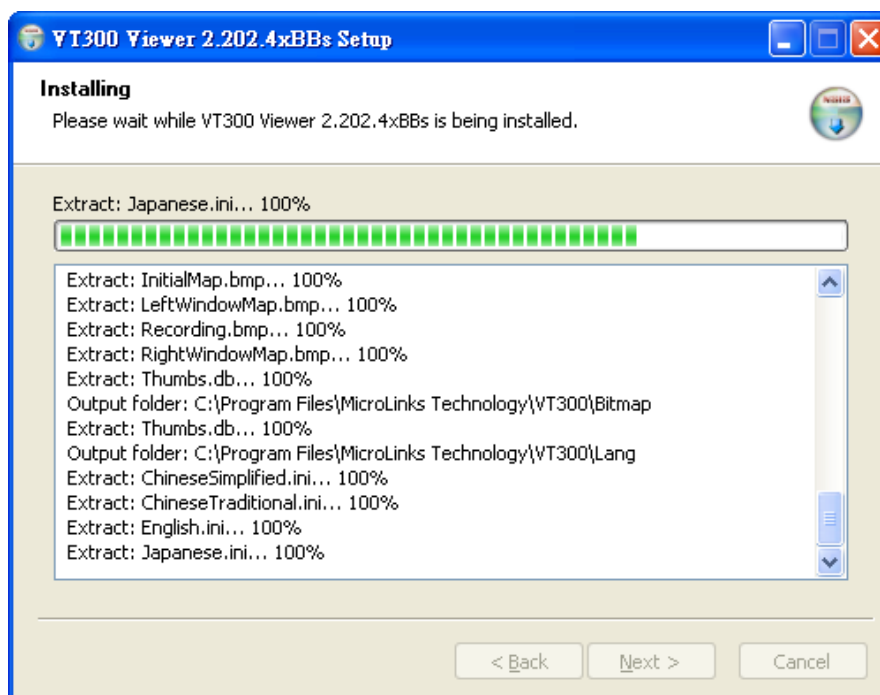 VT300 Viewer 2.202.4xBBs Setup
Installing
Please wait while VT300 Viewer 2.202.4xBBs is being installed.
Extract: Japanese.ini... 100%
Extract: InitialMap.bmp... 100%
Extract: LeftWindowMap.bmp... 100%
Extract: Recording.bmp... 100%
Extract: RightWindowMap.bmp... 100%
Extract: Thumbs.db... 100%
Output folder: C:\Program Files\MicroLinks Technology\VT300\Bitmap
Extract: Thumbs.db... 100%
Output folder: C:\Program Files\MicroLinks Technology\VT300\Lang
Extract: ChineseSimplified.ini... 100%
Extract: ChineseTraditional.ini... 100%
Extract: English.ini... 100%
Extract: Japanese.ini... 100%
< Back Next > Cancel